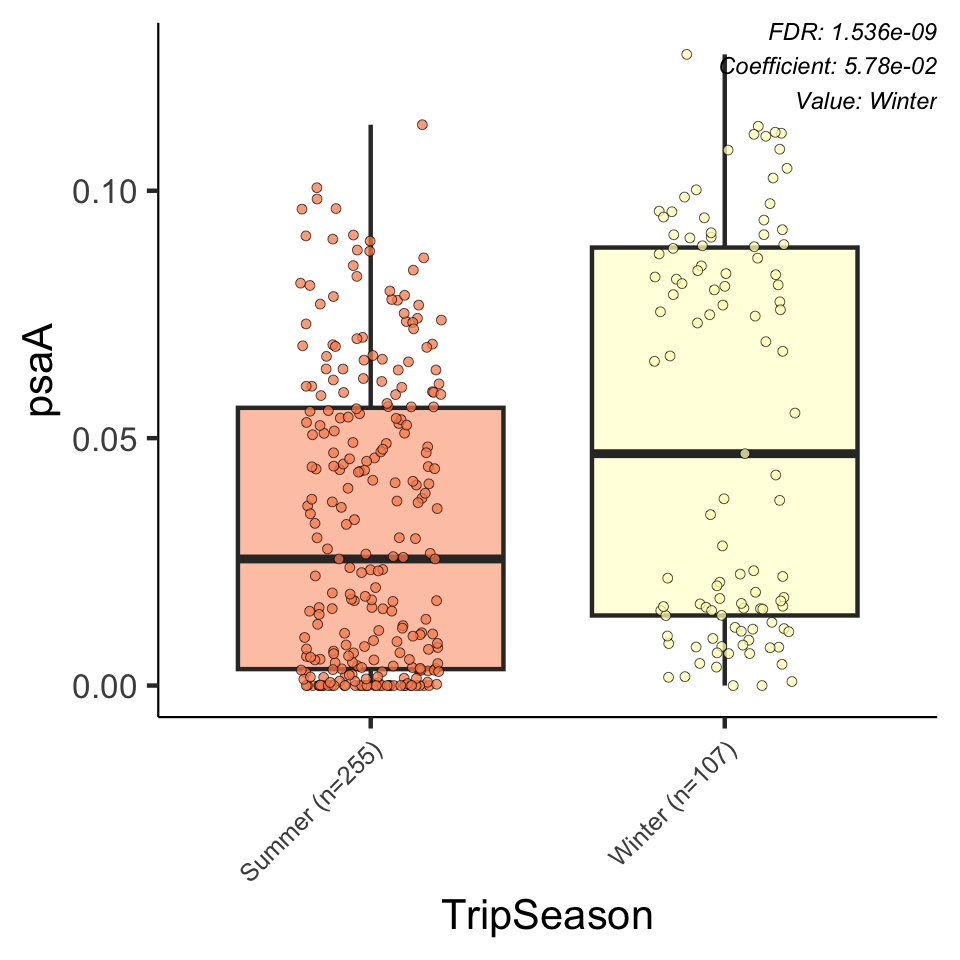 FDR: 1.536e-09
Coefficient: 5.78e-02
Value: Winter
psaA
0.10
0.05
0.00
Summer (n=255)
Winter (n=107)
TripSeason